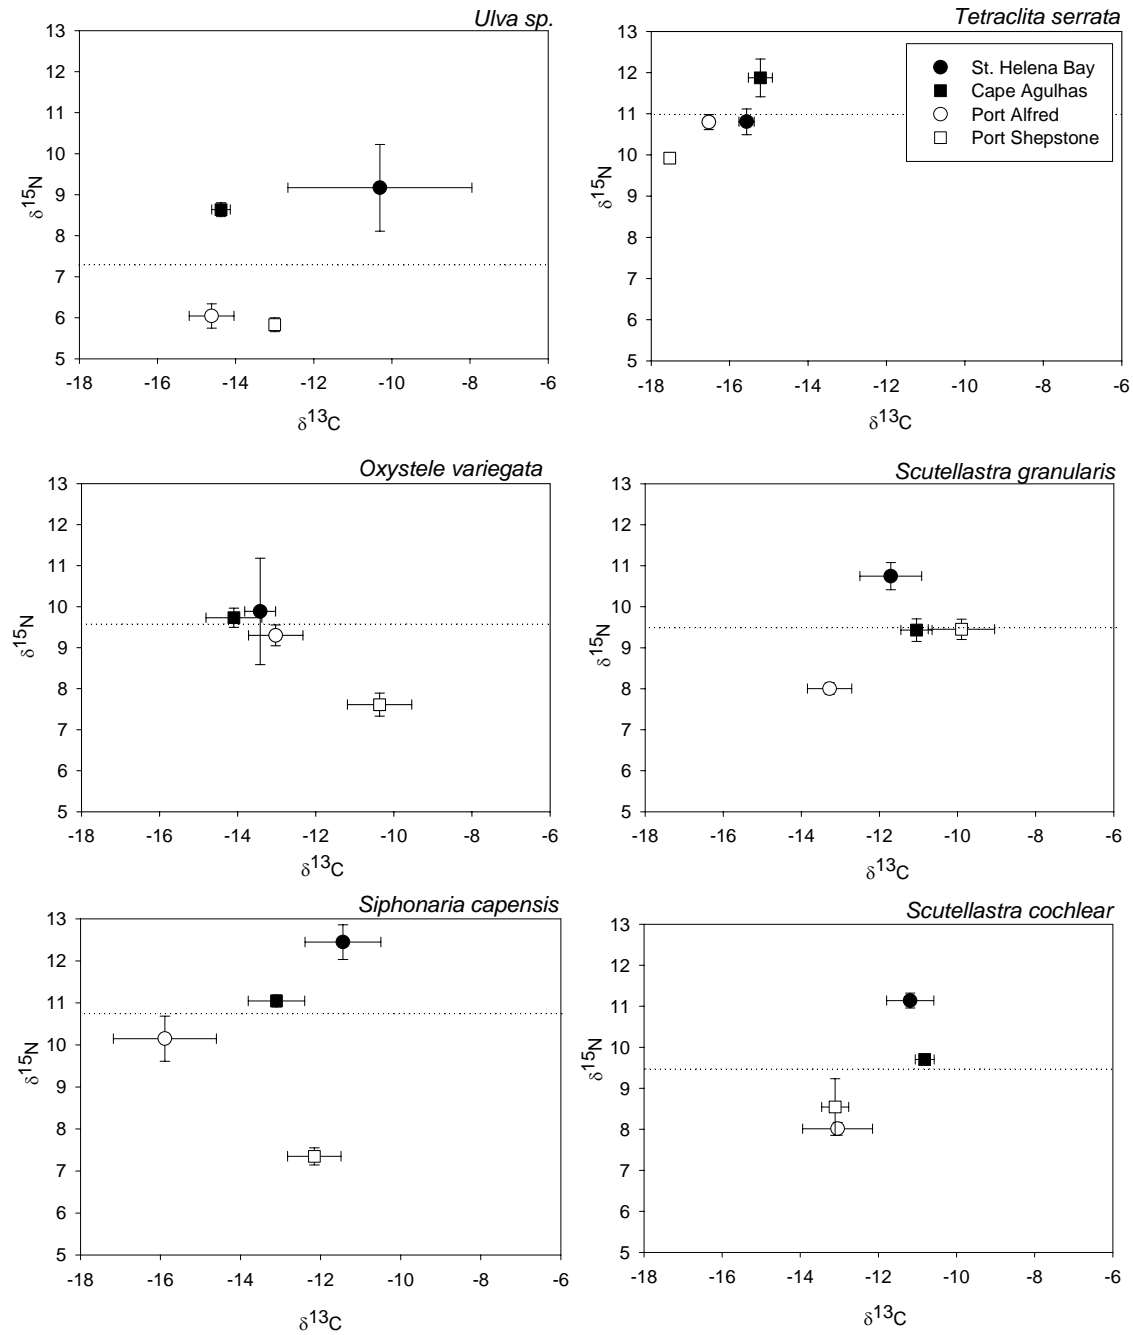 Ulva sp.
13
12
11
10
9
8
7
6
5
δ15N
-18 -16 -14 -12 -10 -8 -6
δ13C
Tetraclita serrata
13
12
11
10
9
8
7
6
5
δ15N
St. Helena Bay
Cape Agulhas
Port Alfred
Port Shepstone
-18 -16 -14 -12 -10 -8 -6
δ13C
Oxystele variegata
13
12
11
10
9
8
7
6
5
δ15N
-18 -16 -14 -12 -10 -8 -6
δ13C
Scutellastra granularis
13
12
11
10
9
8
7
6
5
δ15N
-18 -16 -14 -12 -10 -8 -6
δ13C
Siphonaria capensis
13
12
11
10
9
8
7
6
5
δ15N
-18 -16 -14 -12 -10 -8 -6
δ13C
Scutellastra cochlear
13
12
11
10
9
8
7
6
5
δ15N
-18 -16 -14 -12 -10 -8 -6
δ13C